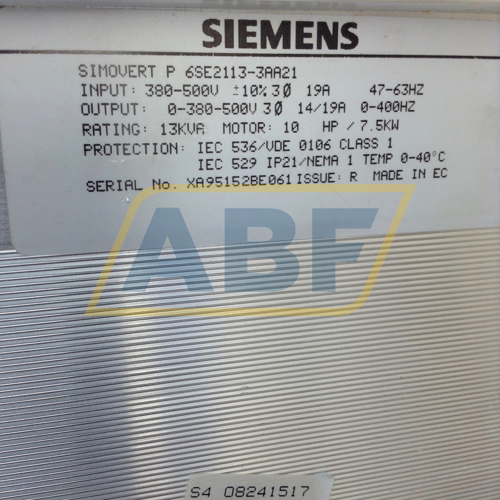 SIEMENS
SIMOVERT P 6SE2113-3AA21
INPUT: 380-500V ±10% 3Ø 19A 47-63HZ
OUTPUT: 0-380-500V 3Ø 14/19A 0-400HZ
RATING: 13KVA MOTOR: 10 HP / 7.5KW
PROTECTION: IEC 536/VDE 0106 CLASS 1
IEC 529 IP21/NEMA 1 TEMP 0-40°C
SERIAL No. XA95152BE061 ISSUE: R MADE IN EC
ABF
S4 08241517